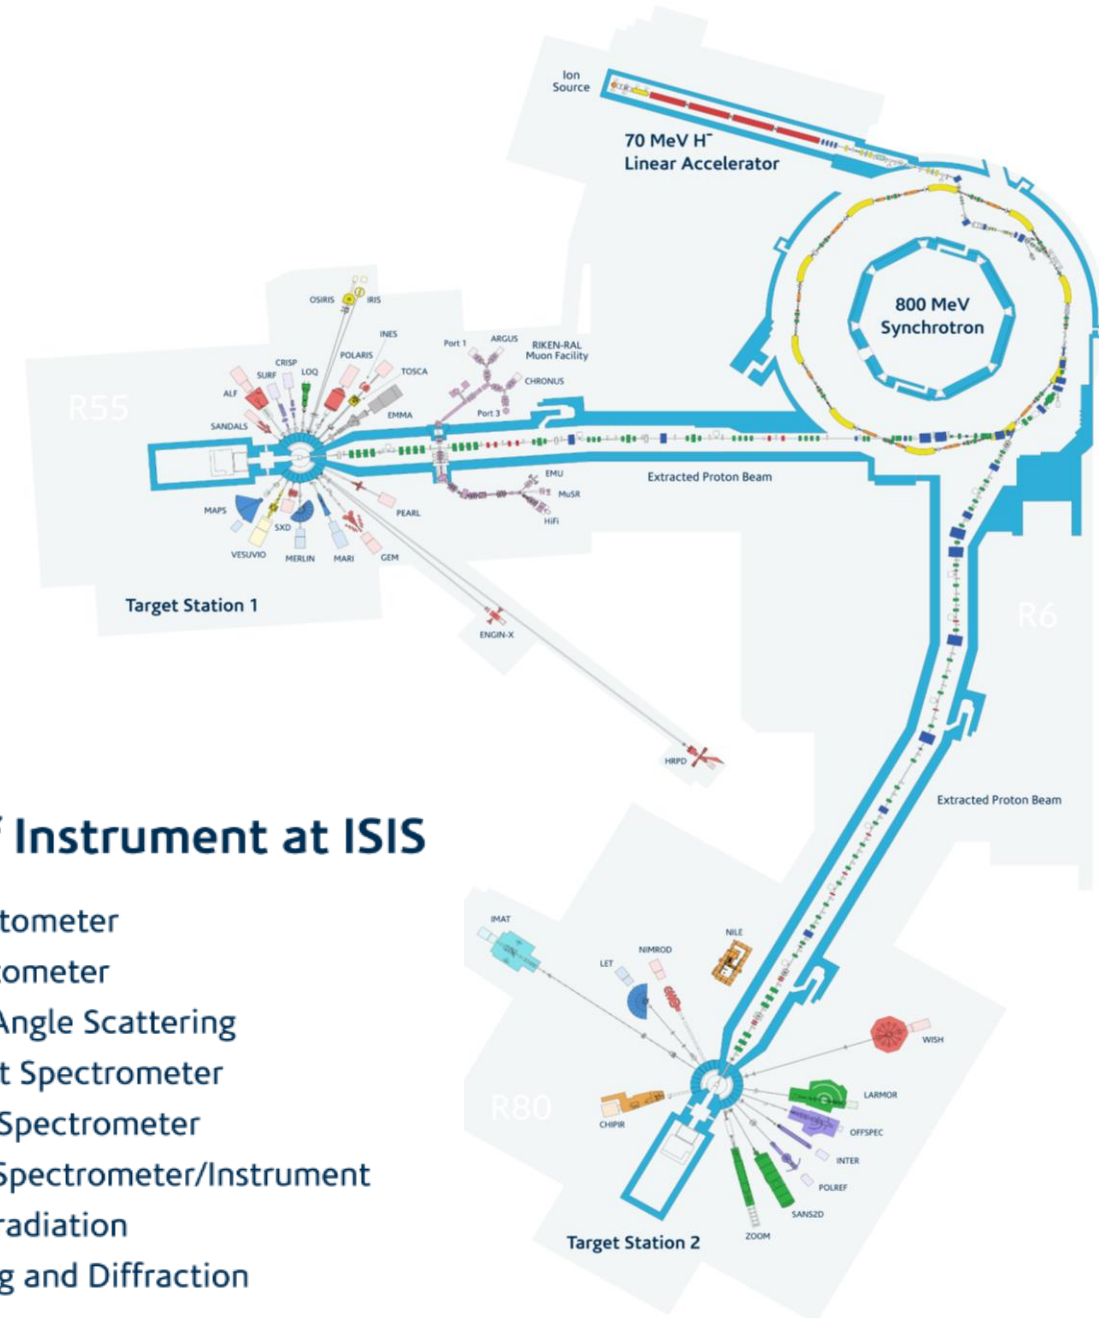 Ion
Source
70 MeV H⁻
Linear Accelerator
800 MeV
Synchrotron
OSIRIS
IRIS
INES
POLARIS
TOSCA
CRISP
LOQ
SURF
ALF
SANDALS
EMMA
Port 1
ARGUS
RIKEN-RAL
Muon Facility
CHRONUS
Port 3
R55
Extracted Proton Beam
EMU
MuSR
HiFi
PEARL
MAPS
SXD
VESUVIO
MERLIN
MARI
GEM
Target Station 1
ENGIN-X
R6
HRPD
Extracted Proton Beam
Instrument at ISIS
tometer
tometer
Angle Scattering
t Spectrometer
Spectrometer
Spectrometer/Instrument
radiation
g and Diffraction
IMAT
LET
NIMROD
NILE
WISH
R80
CHIPIR
LARMOR
OFFSPEC
INTER
POLREF
SANS2D
ZOOM
Target Station 2